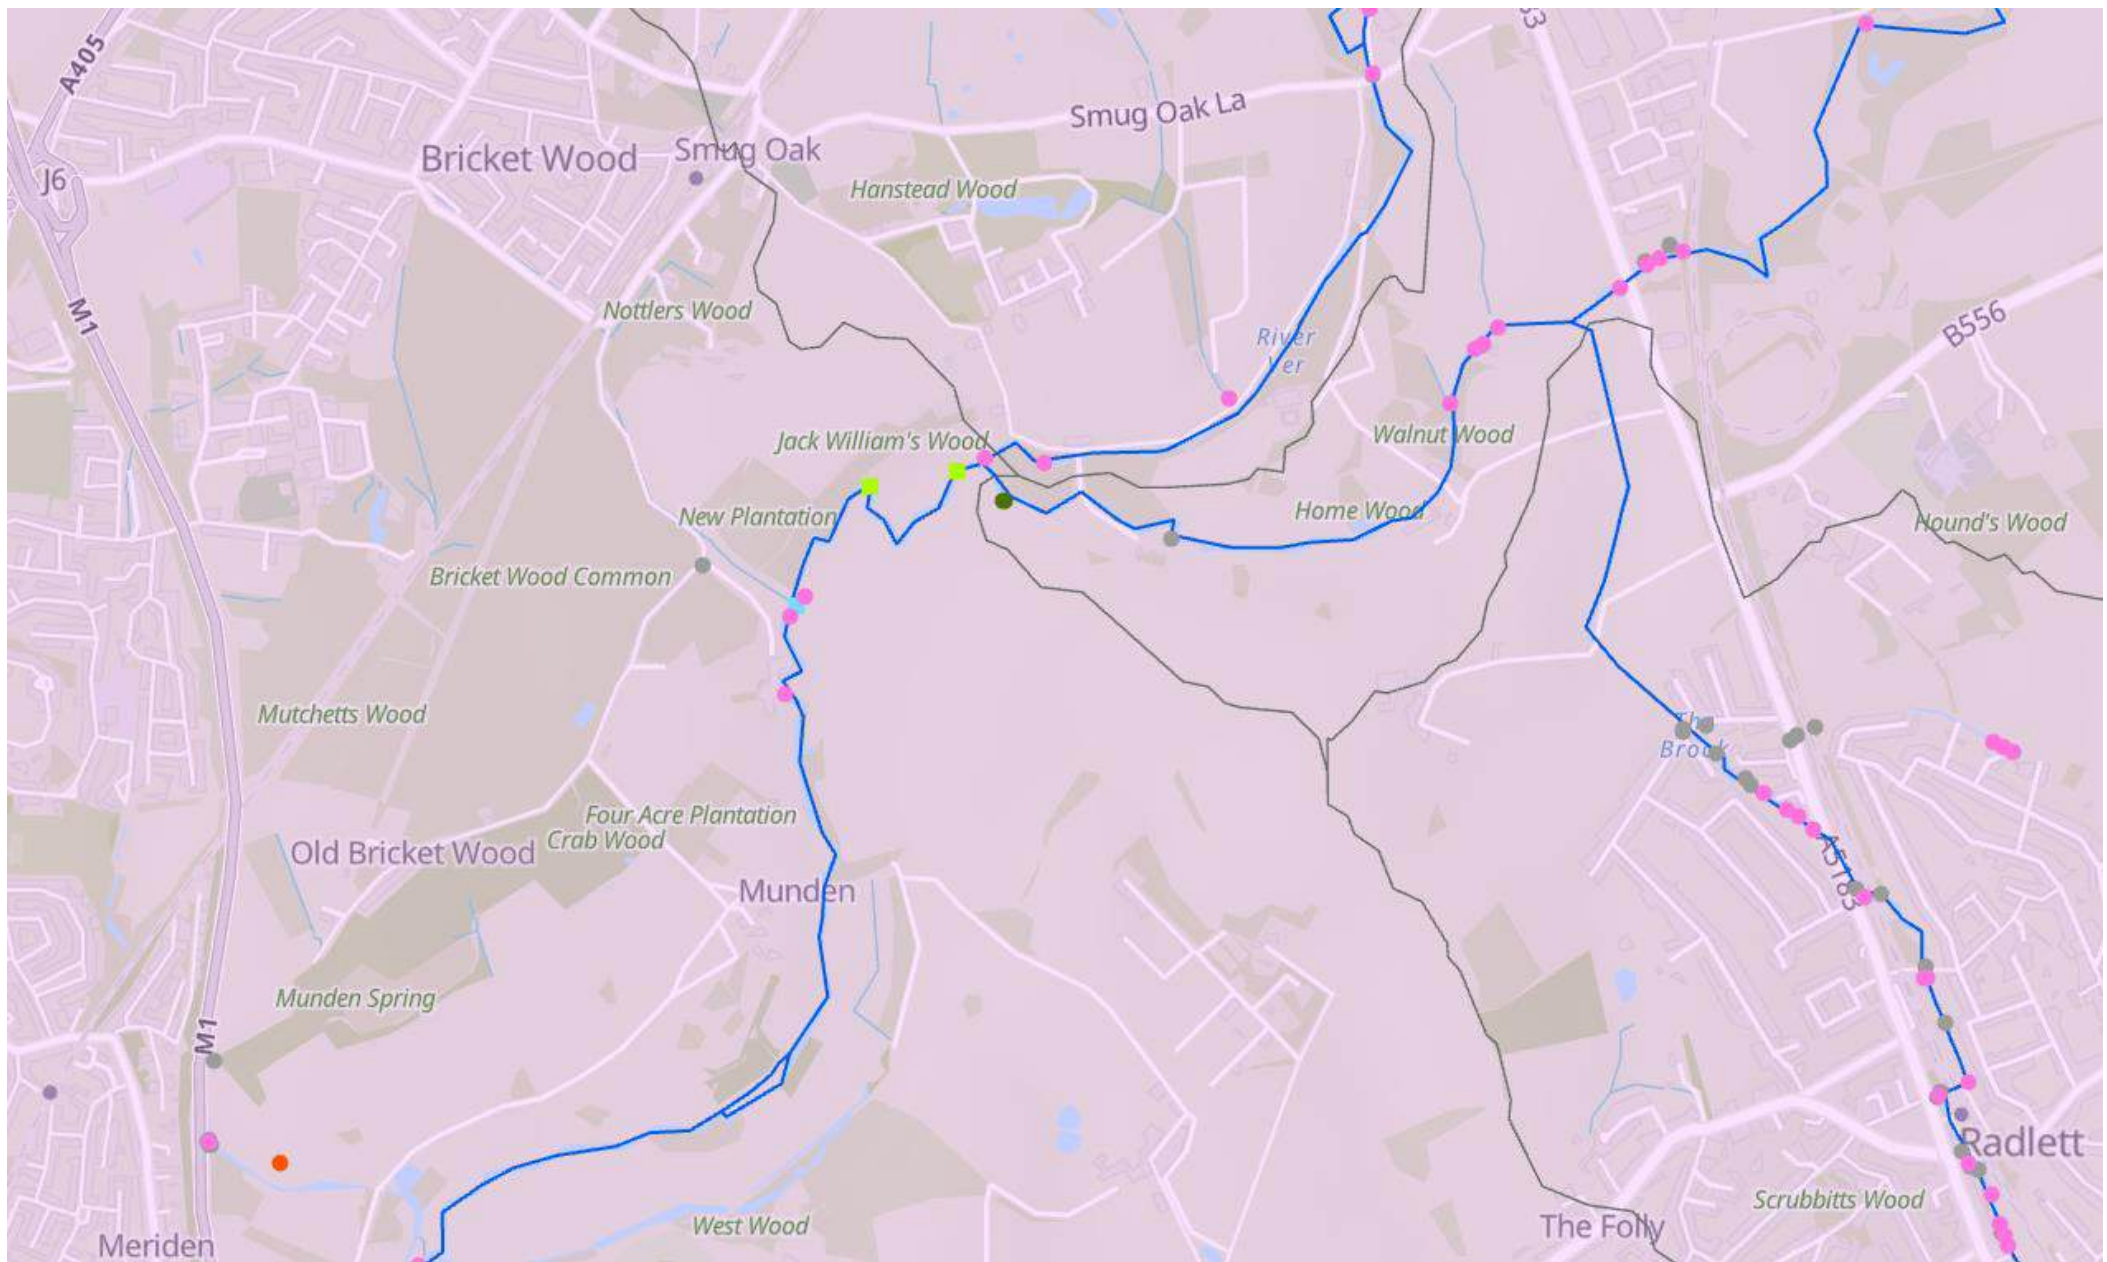 A405
53
Smug Oak La
Bricket Wood
Smug Oak
J6
Hanstead Wood
M1
Nottlers Wood
B556
River
Ver
Jack William's Wood
Walnut Wood
New Plantation
Home Wood
Hound's Wood
Bricket Wood Common
Mutchetts Wood
The
Brook
Four Acre Plantation
Crab Wood
Old Bricket Wood
A5183
Munden
Munden Spring
M1
Radlett
Scrubbitts Wood
West Wood
The Folly
Meriden